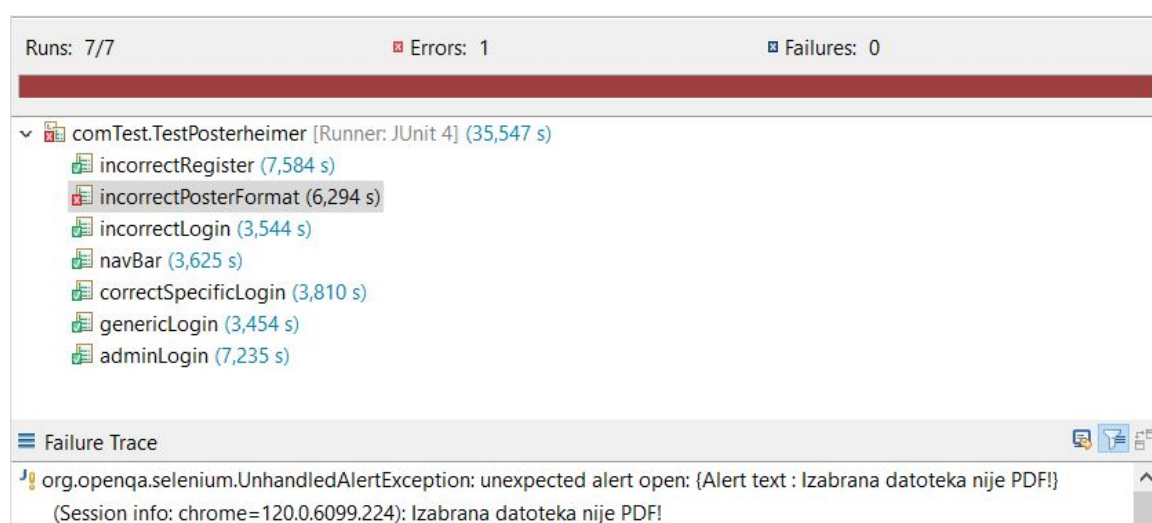 Runs: 7/7 Errors: 1 Failures: 0
comTest.TestPosterheimer [Runner: JUnit 4] (35,547 s)
incorrectRegister (7,584 s)
incorrectPosterFormat (6,294 s)
incorrectLogin (3,544 s)
navBar (3,625 s)
correctSpecificLogin (3,810 s)
genericLogin (3,454 s)
adminLogin (7,235 s)
Failure Trace
org.openqa.selenium.UnhandledAlertException: unexpected alert open: {Alert text : Izabrana datoteka nije PDF!}
(Session info: chrome=120.0.6099.224): Izabrana datoteka nije PDF!